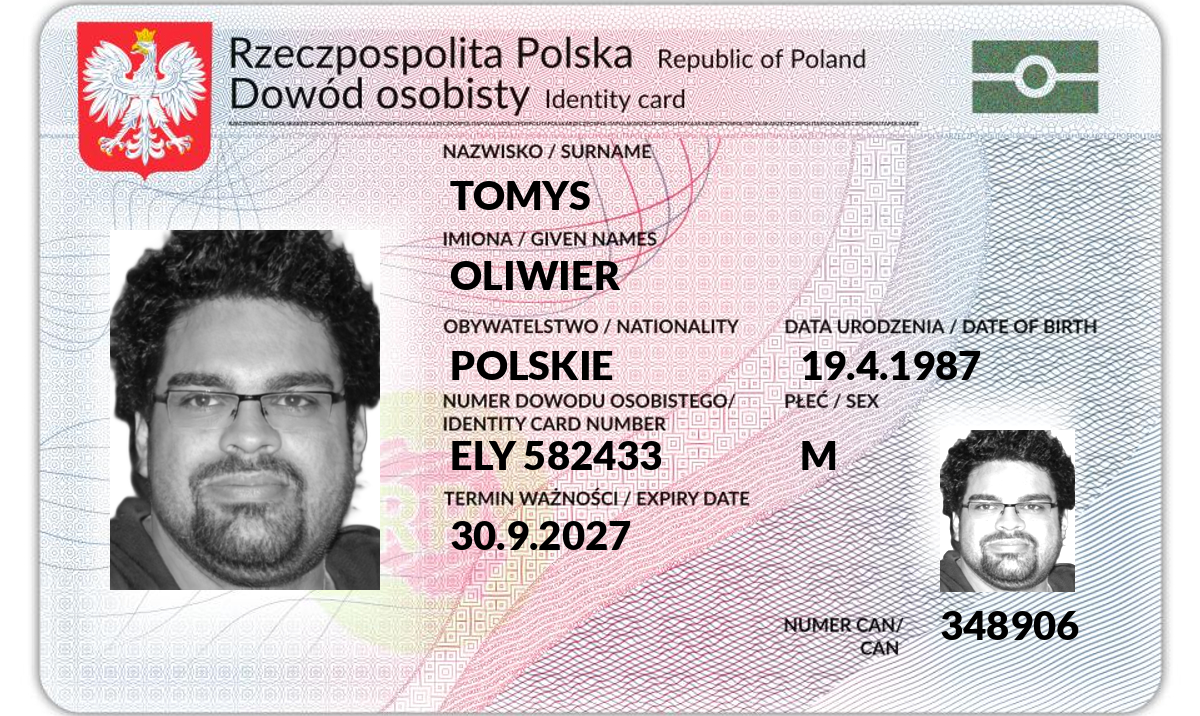 Rzeczpospolita Polska Republic of Poland
Dowód osobisty Identity card
NAZWISKO / SURNAME
TOMYS
IMIONA / GIVEN NAMES
OLIWIER
OBYWATELSTWO / NATIONALITY DATA URODZENIA / DATE OF BIRTH
POLSKIE 19.4.1987
NUMER DOWODU OSOBISTEGO/ PŁEĆ / SEX
IDENTITY CARD NUMBER
ELY 582433 M
TERMIN WAŻNOŚCI / EXPIRY DATE
30.9.2027
NUMER CAN/ 348906
CAN